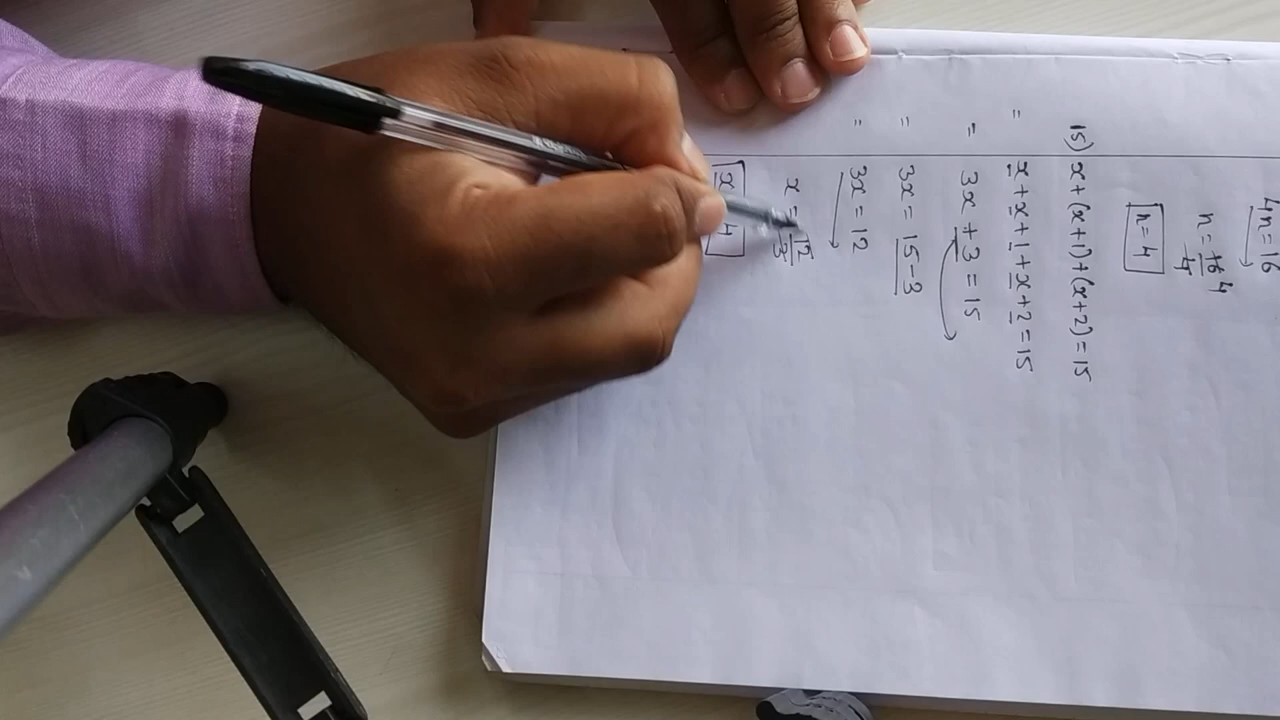 4n = 16
n = 16/4 4
n = 4
15) x + (x+1) + (x+2) = 15
= x + x + 1 + x + 2 = 15
= 3x + 3 = 15
= 3x = 15 - 3
= 3x = 12
x = 12/3
x 4